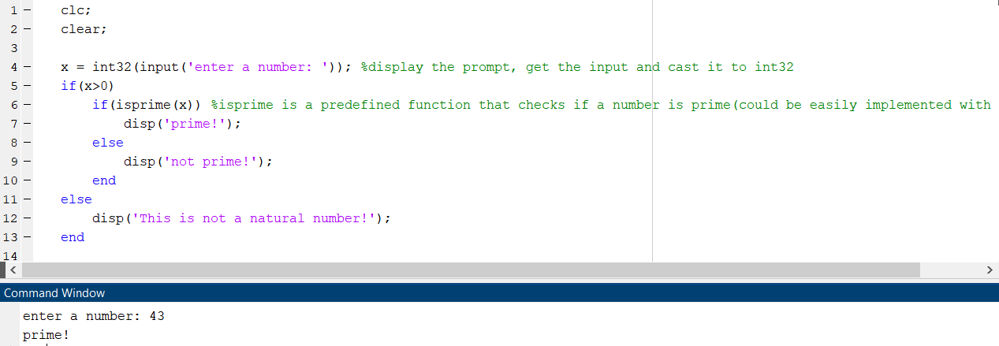 1 - clc;
2 - clear;
3
4 - x = int32(input('enter a number: ')); %display the prompt, get the input and cast it to int32
5 - if(x>0)
6 - if(isprime(x)) %isprime is a predefined function that checks if a number is prime(could be easily implemented with
7 - disp('prime!');
8 - else
9 - disp('not prime!');
10 - end
11 - else
12 - disp('This is not a natural number!');
13 - end
14
Command Window
enter a number: 43
prime!